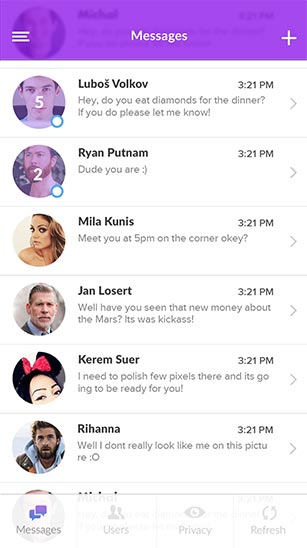 Michal
Messages
Luboš Volkov
3:21 PM
5
Hey, do you eat diamonds for the dinner?
If you do please let me know!
Ryan Putnam
3:21 PM
2
Dude you are :)
Mila Kunis
3:21 PM
Meet you at 5pm on the corner okey?
Jan Losert
3:21 PM
Well have you seen that new money about
the Mars? Its was kickass!
Kerem Suer
3:21 PM
I need to polish few pixels there and its go
ing to be ready for you!
Rihanna
3:21 PM
Well I dont really look like me on this pictu
re :O
Michal
3:21 PM
Messages
Users
Privacy
Refresh